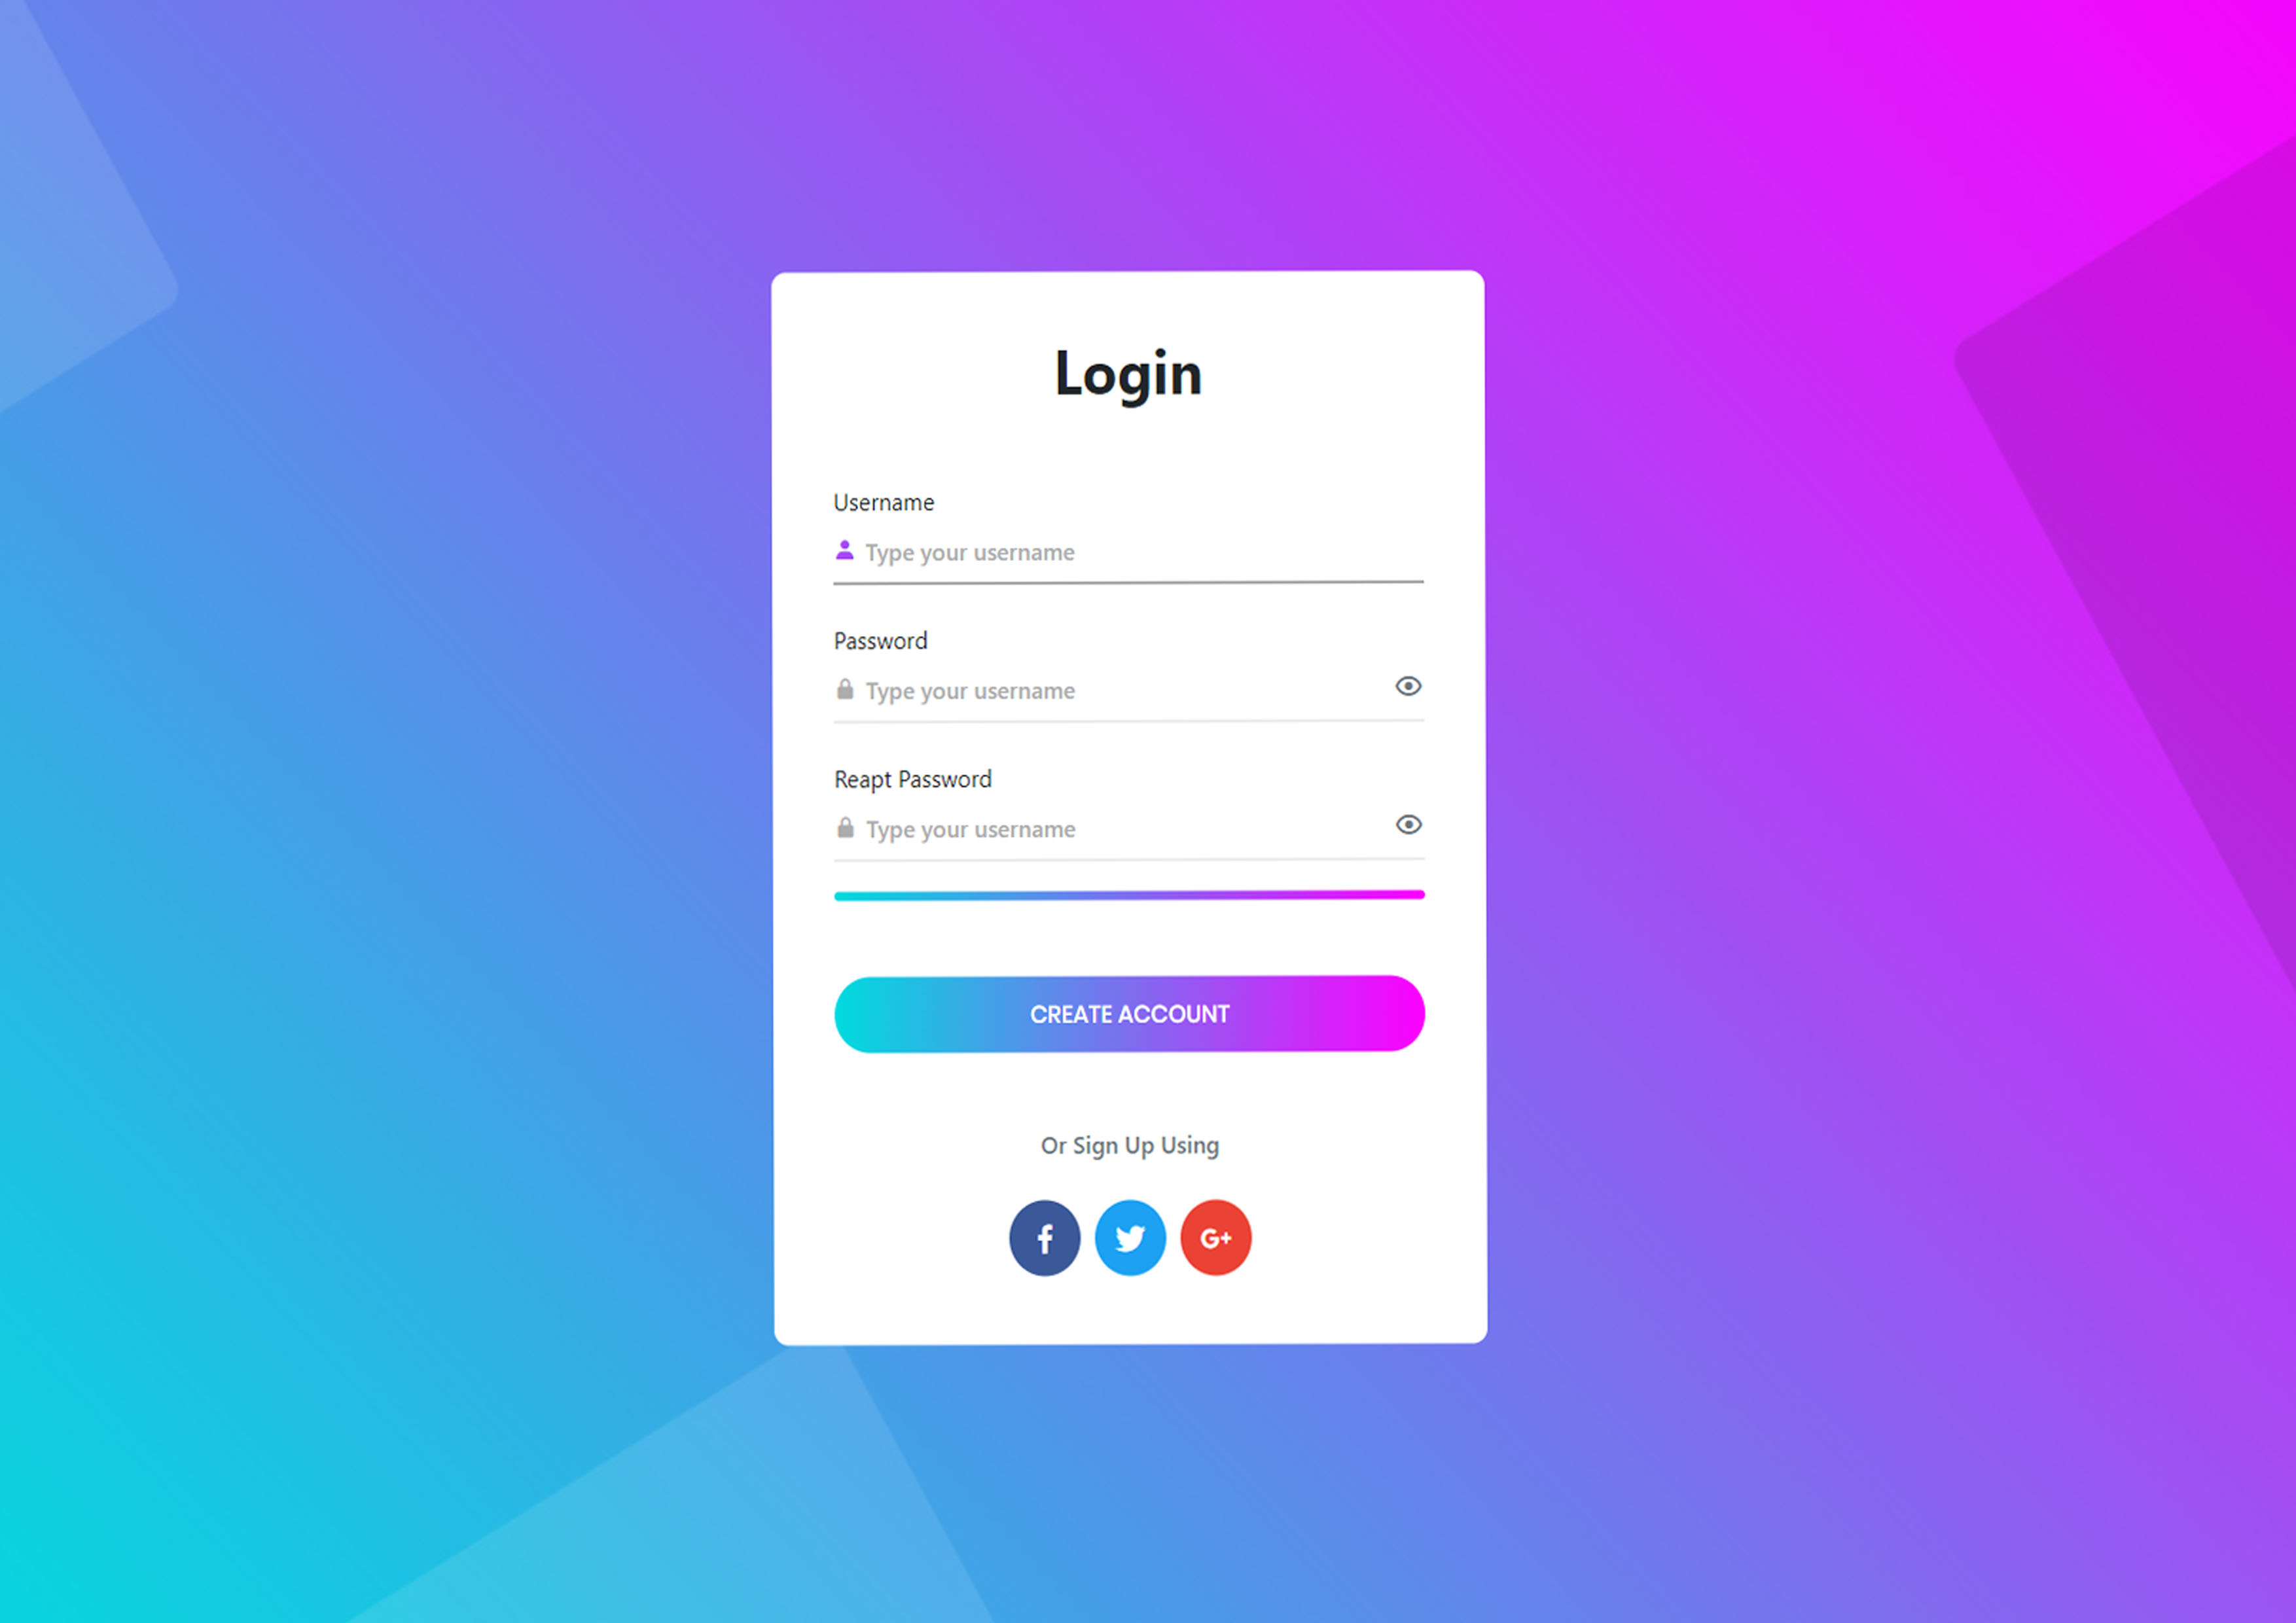 Login
Username
Type your username
Password
Type your username
Reapt Password
Type your username
CREATE ACCOUNT
Or Sign Up Using
f
G+